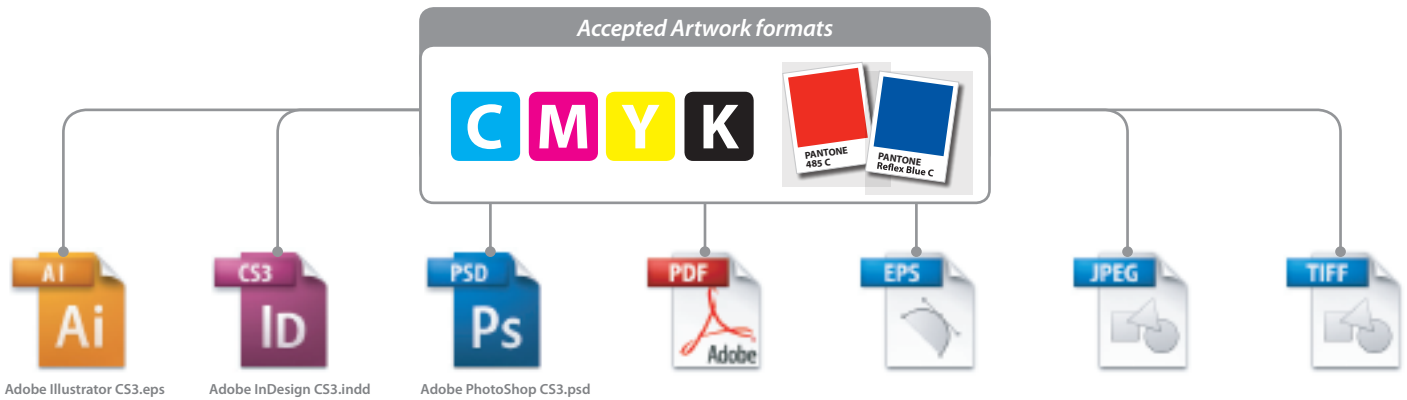 Accepted Artwork formats
C M Y K
PANTONE
485 C
PANTONE
Reflex Blue C
AI
Ai
CS3
ID
PSD
Ps
PDF
Adobe
EPS
JPEG
TIFF
Adobe Illustrator CS3.eps
Adobe InDesign CS3.indd
Adobe PhotoShop CS3.psd